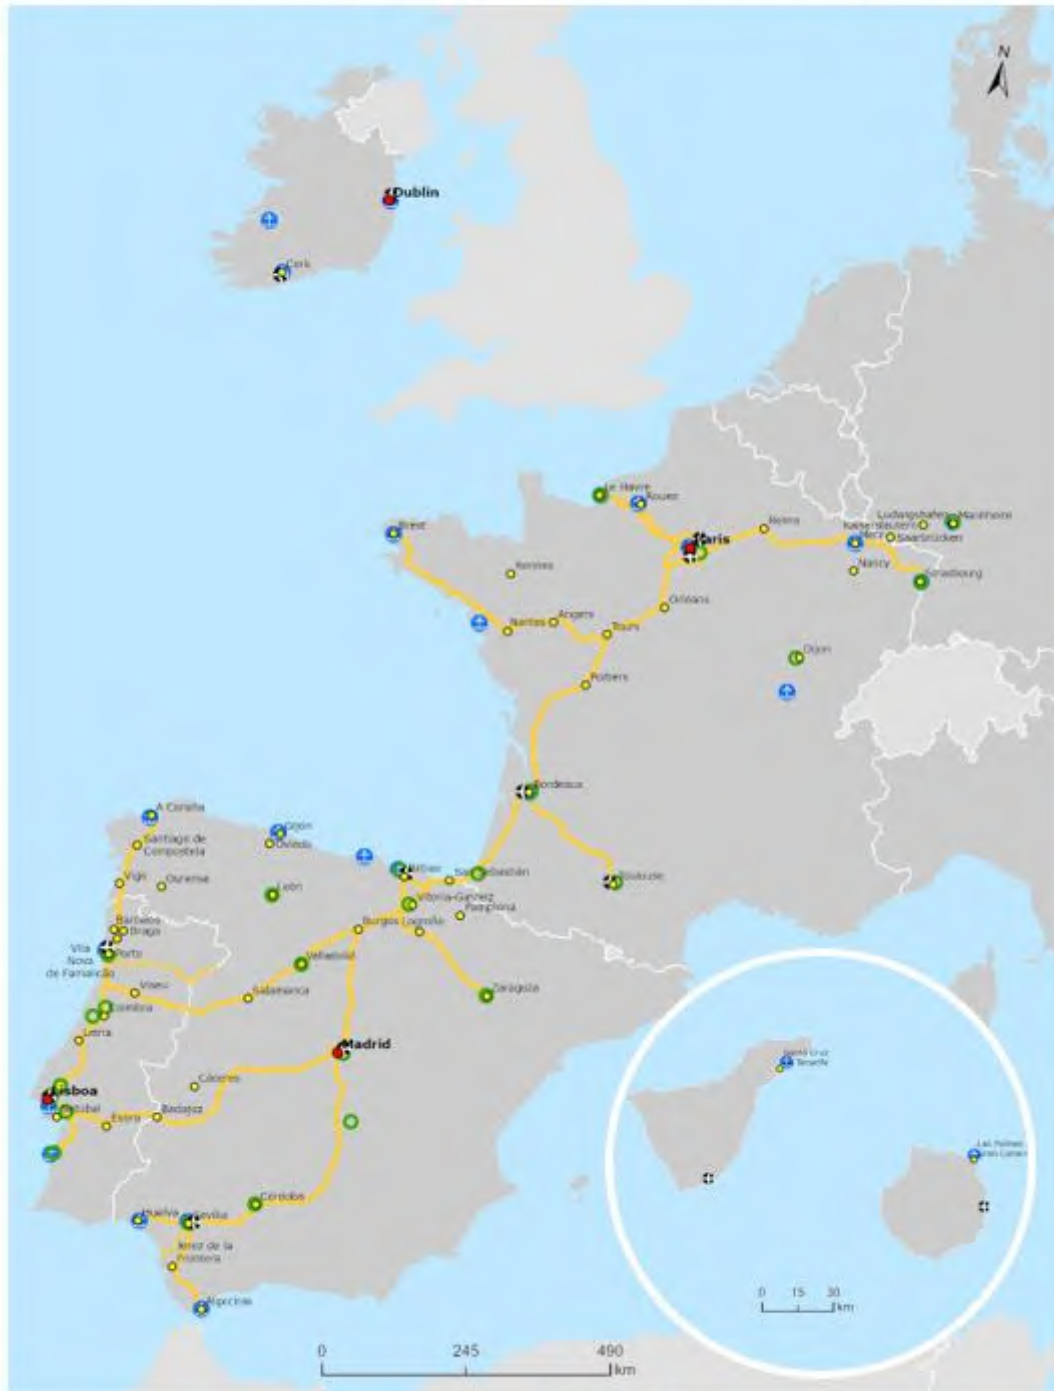 N
Dublin
Cork
Le Havre
Rouen
Ludwigshafen
Mannheim
Reims
Kaiserslautern
Metz
Saarbrücken
Paris
Brest
Nancy
Strasbourg
Rennes
Orléans
Angers
Nantes
Tours
Dijon
Poitiers
Bordeaux
A Coruña
Gijón
Santiago de
Compostela
Oviedo
Bilbao
San Sebastián
Toulouse
Vigo
Ourense
León
Vitoria-Gasteiz
Pamplona
Burgos
Logroño
Barcelos
Braga
Vila
Nova
de Famalicão
Porto
Valladolid
Viseu
Salamanca
Zaragoza
Coimbra
Leiria
Madrid
Santa Cruz
Tenerife
Cáceres
Lisboa
Setúbal
Évora
Badajoz
Las Palmas
Gran Canaria
Córdoba
Huelva
Sevilla
Jerez de la
Frontera
Algeciras
0 15 30
km
0 245 490
km